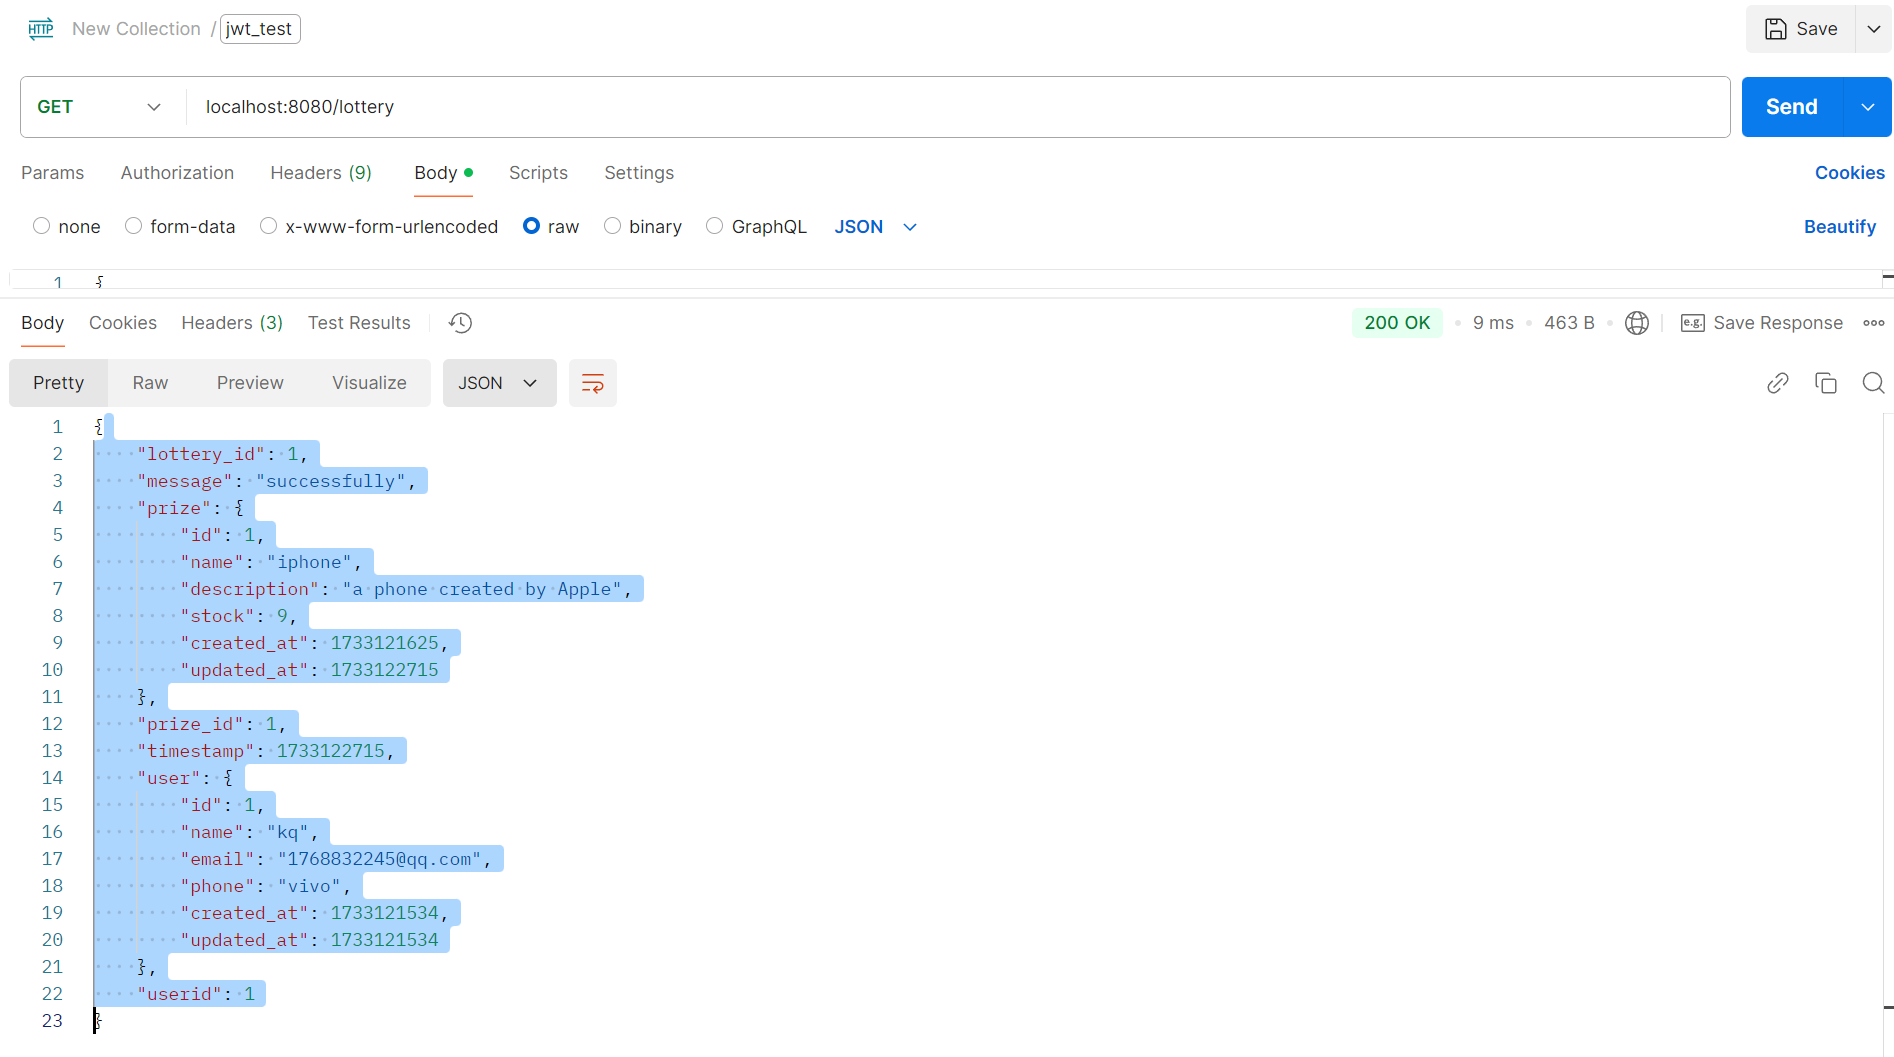 HTTP New Collection / jwt_test Save
GET localhost:8080/lottery Send
Params Authorization Headers (9) Body Scripts Settings Cookies
none form-data x-www-form-urlencoded raw binary GraphQL JSON Beautify
1 {
Body Cookies Headers (3) Test Results 200 OK 9 ms 463 B e.g. Save Response
Pretty Raw Preview Visualize JSON
1 {
2 "lottery_id": 1,
3 "message": "successfully",
4 "prize": {
5 "id": 1,
6 "name": "iphone",
7 "description": "a phone created by Apple",
8 "stock": 9,
9 "created_at": 1733121625,
10 "updated_at": 1733122715
11 },
12 "prize_id": 1,
13 "timestamp": 1733122715,
14 "user": {
15 "id": 1,
16 "name": "kq",
17 "email": "1768832245@qq.com",
18 "phone": "vivo",
19 "created_at": 1733121534,
20 "updated_at": 1733121534
21 },
22 "userid": 1
23 }